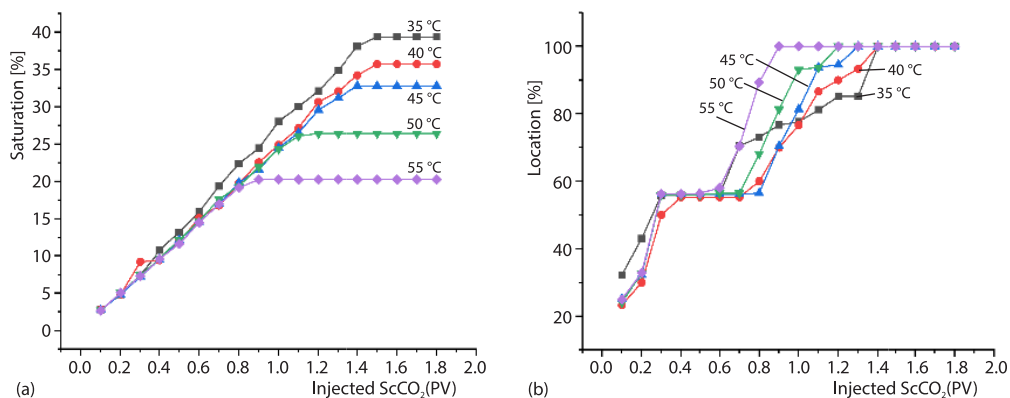 Saturation [%]
40
35
30
25
20
15
10
5
0
35 °C
40 °C
45 °C
50 °C
55 °C
0.0 0.2 0.4 0.6 0.8 1.0 1.2 1.4 1.6 1.8 2.0
(a) Injected ScCO₂(PV)
Location [%]
100
80
60
40
20
45 °C
50 °C
55 °C
40 °C
35 °C
0.0 0.2 0.4 0.6 0.8 1.0 1.2 1.4 1.6 1.8 2.0
(b) Injected ScCO₂(PV)